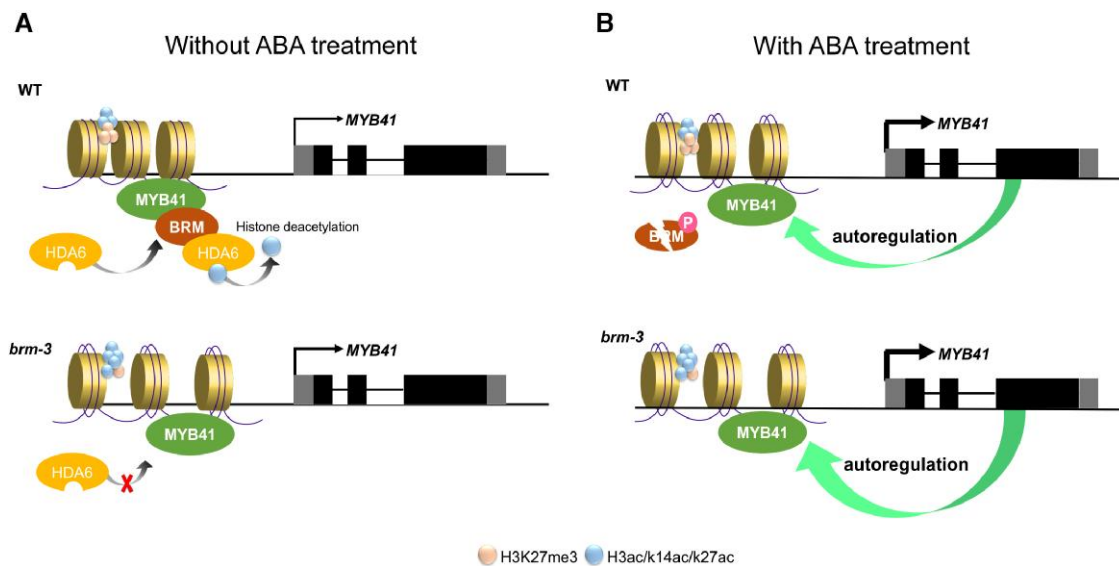 A
Without ABA treatment
WT
MYB41
MYB41
BRM
Histone deacetylation
HDA6
HDA6
brm-3
MYB41
MYB41
HDA6
B
With ABA treatment
WT
MYB41
MYB41
P
BRM
autoregulation
brm-3
MYB41
MYB41
autoregulation
H3K27me3 H3ac/k14ac/k27ac